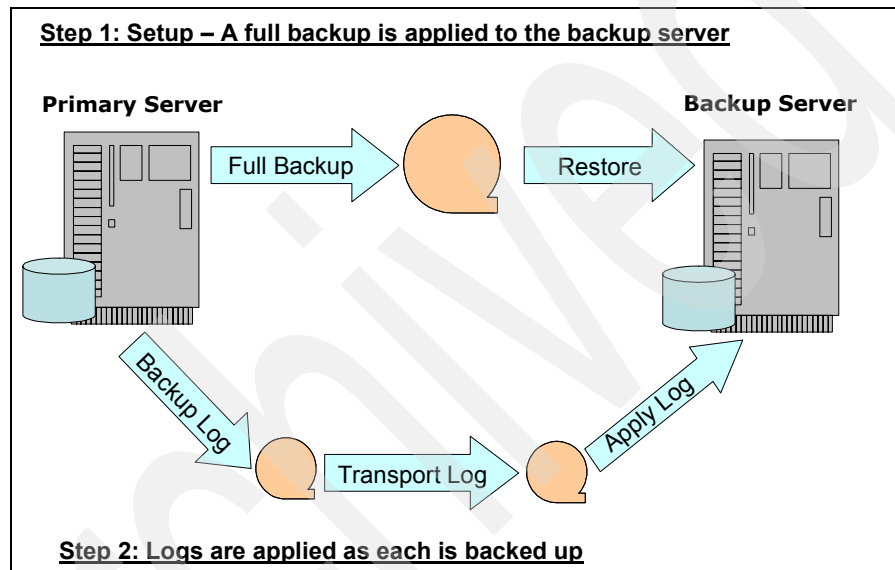 Step 1: Setup – A full backup is applied to the backup server
Primary Server
Backup Server
Full Backup
Restore
Backup Log
Transport Log
Apply Log
Step 2: Logs are applied as each is backed up